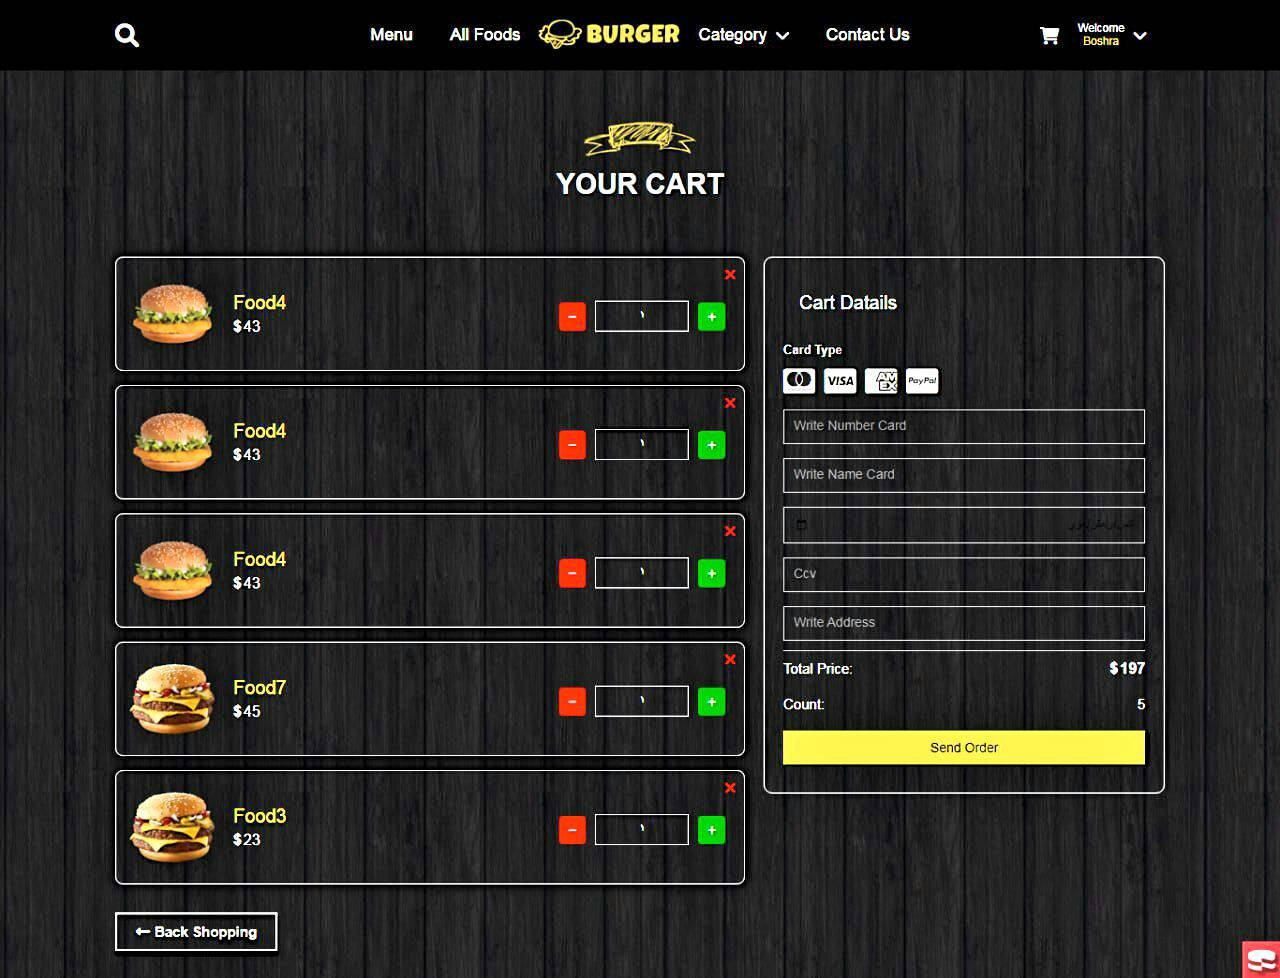 Menu
All Foods
BURGER
Category
Contact Us
Welcome
Boshra
YOUR CART
Food4
$43
-
١
+
Food4
$43
-
١
+
Food4
$43
-
١
+
Food7
$45
-
١
+
Food3
$23
-
١
+
← Back Shopping
Cart Datails
Card Type
VISA
AM
EX
PayPal
Write Number Card
Write Name Card
Ccv
Write Address
Total Price:
$197
Count:
5
Send Order